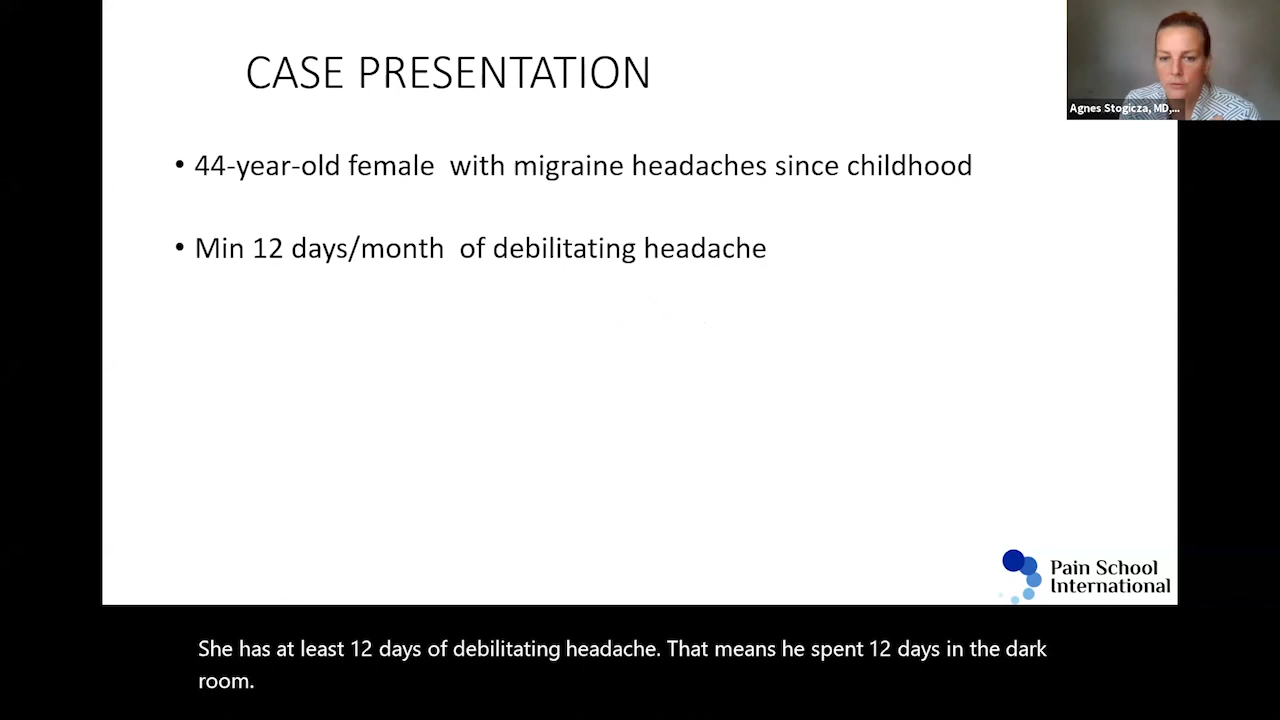 CASE PRESENTATION
Agnes Stogicza, MD,...
• 44-year-old female with migraine headaches since childhood
• Min 12 days/month of debilitating headache
Pain School
International
She has at least 12 days of debilitating headache. That means he spent 12 days in the dark
room.